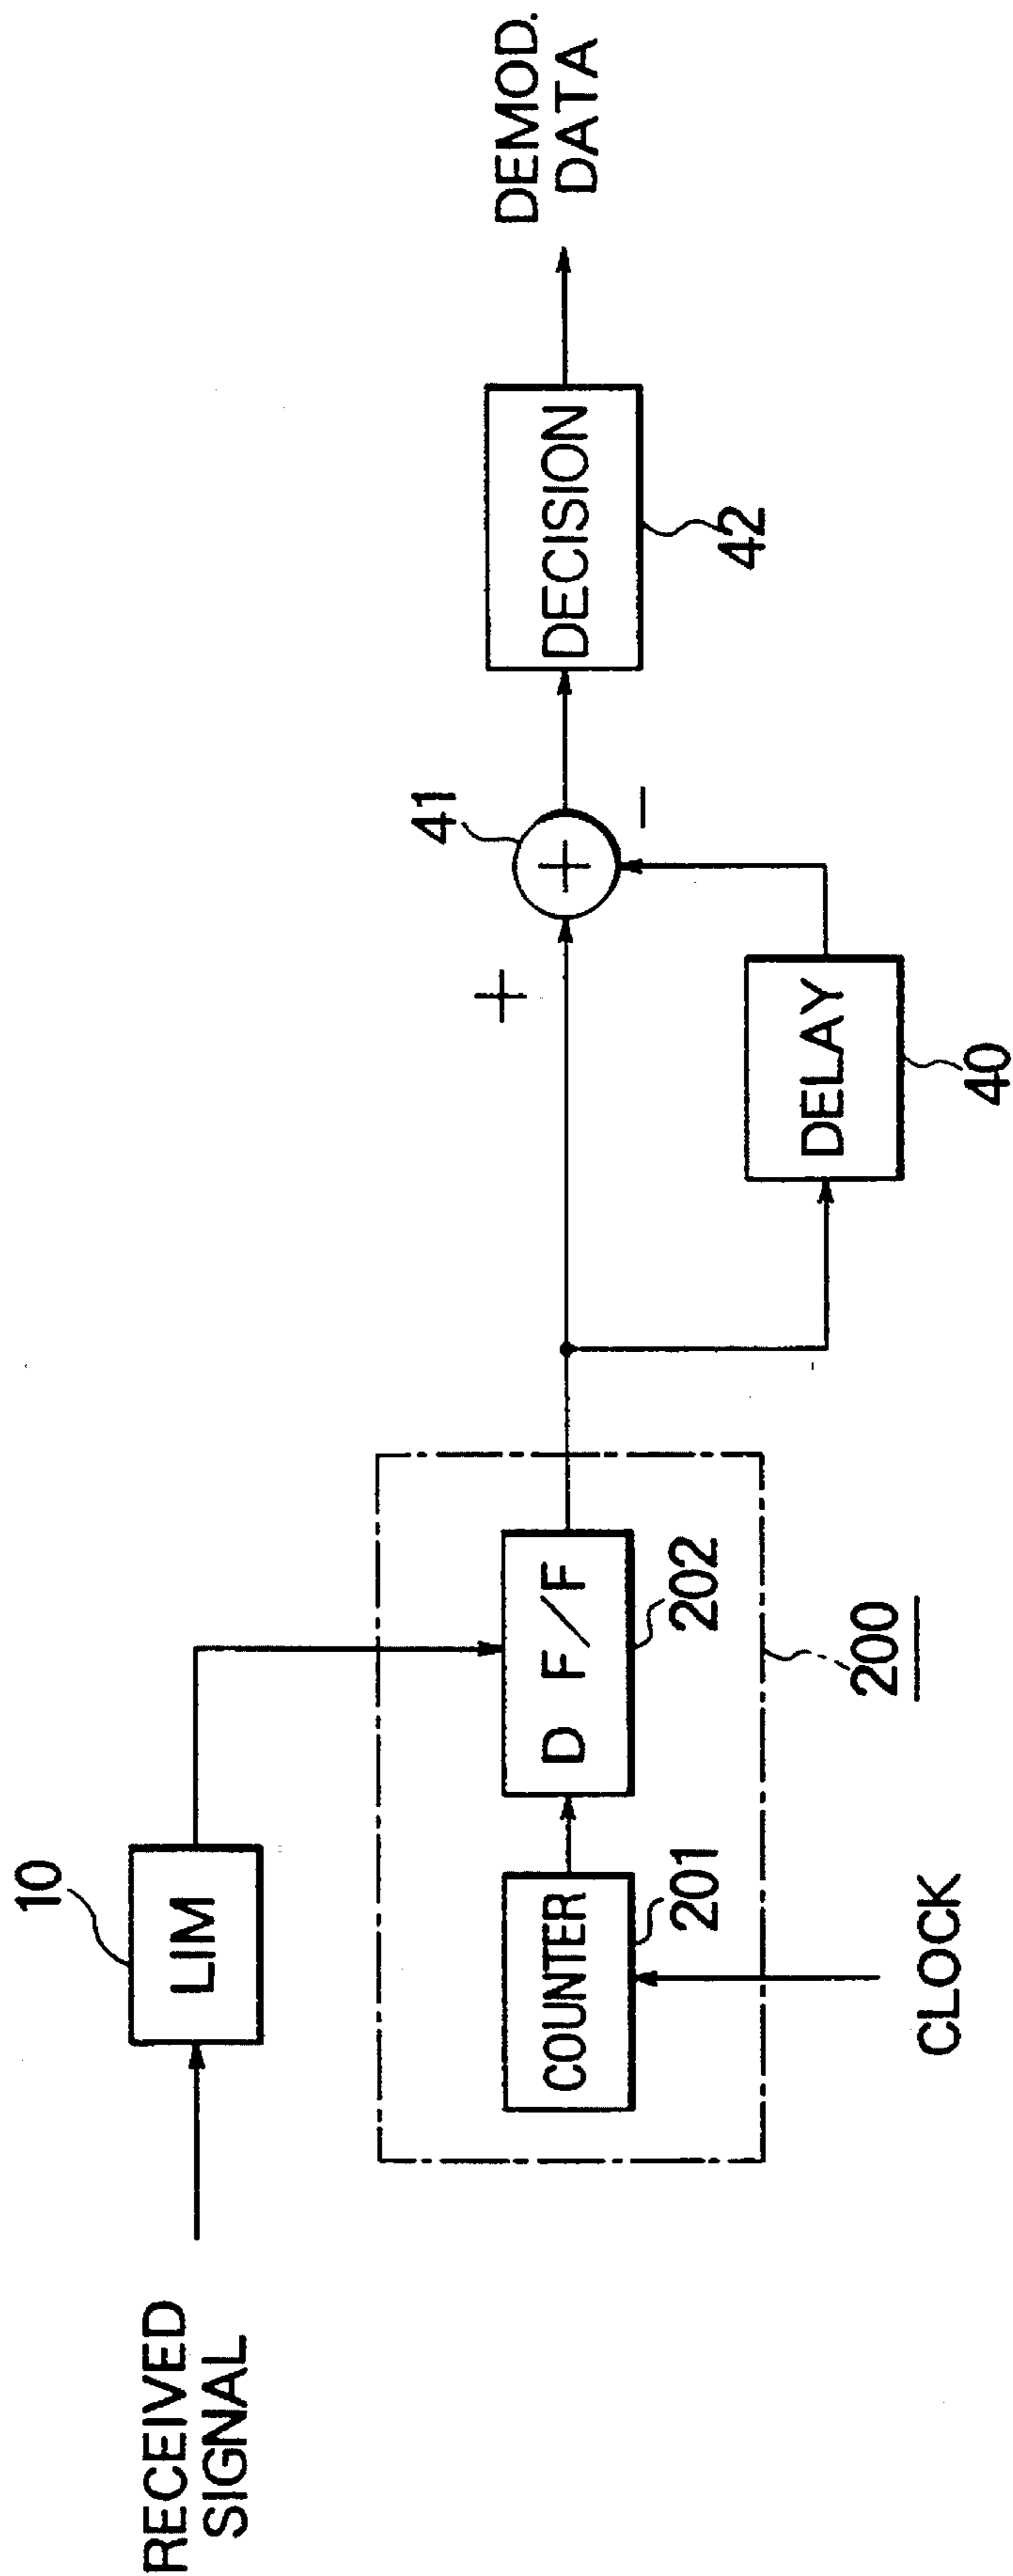 RECEIVED
SIGNAL
10
LIM
COUNTER
201
D F/F
202
200
CLOCK
+
DELAY
40
41
+
−
DECISION
42
DEMOD.
DATA